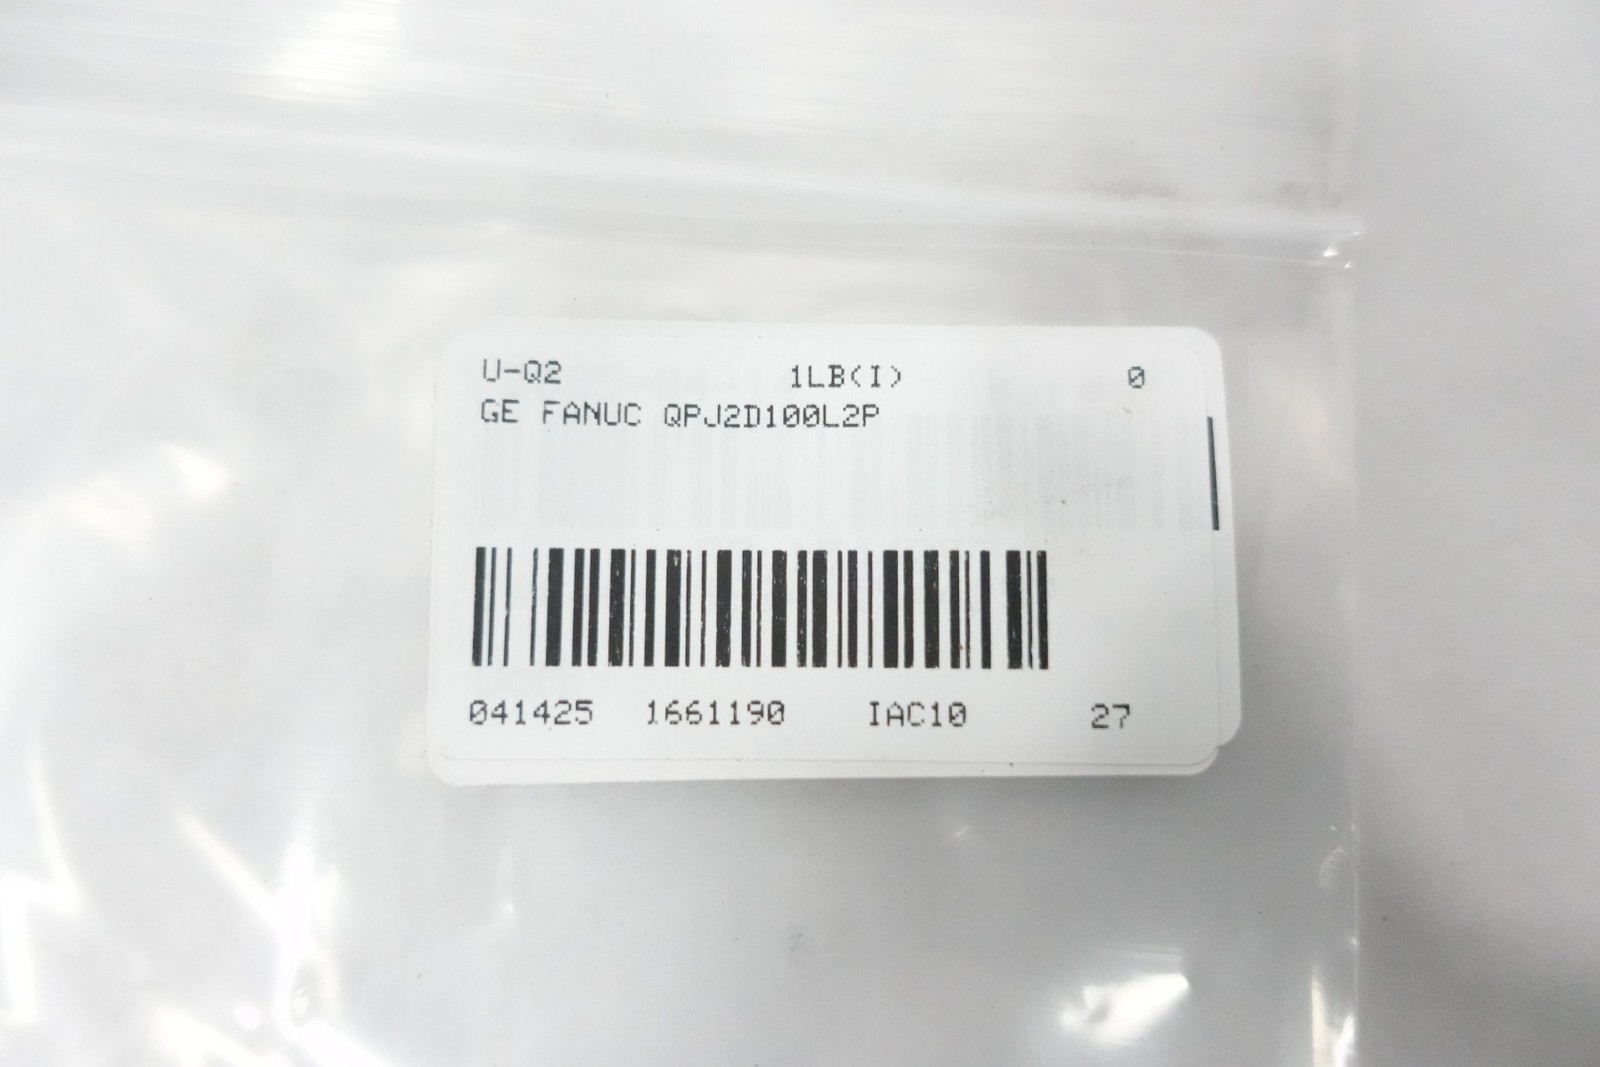 U-Q2 1LB(I) 0
GE FANUC QPJ2D100L2P
041425 1661190 IAC10 27